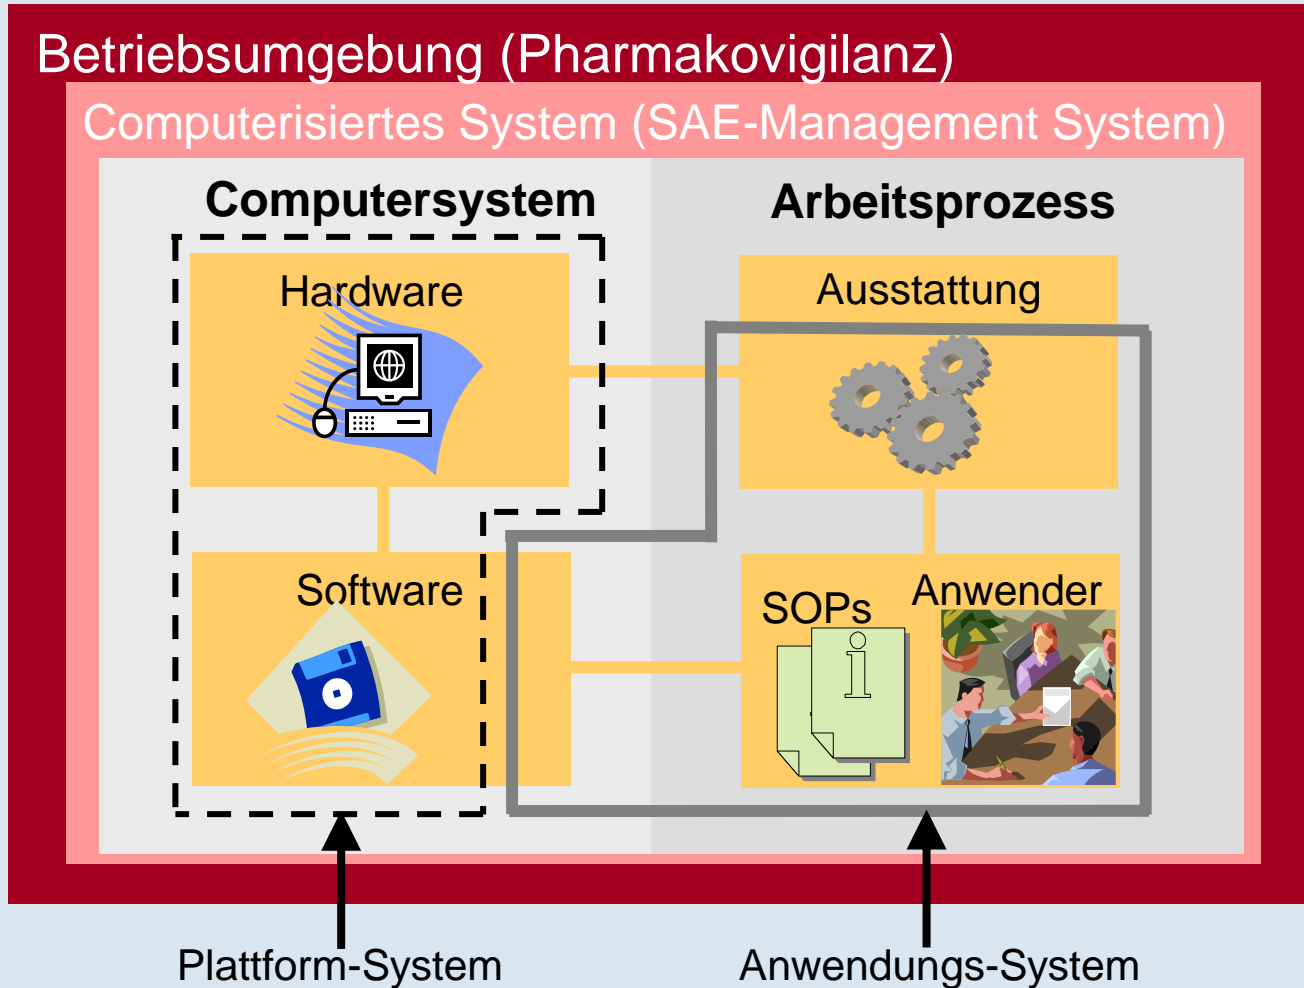 Betriebsumgebung (Pharmakovigilanz)
Computerisiertes System (SAE-Management System)
Computersystem
Arbeitsprozess
Hardware
Ausstattung
Software
SOPs
Anwender
i
Plattform-System
Anwendungs-System